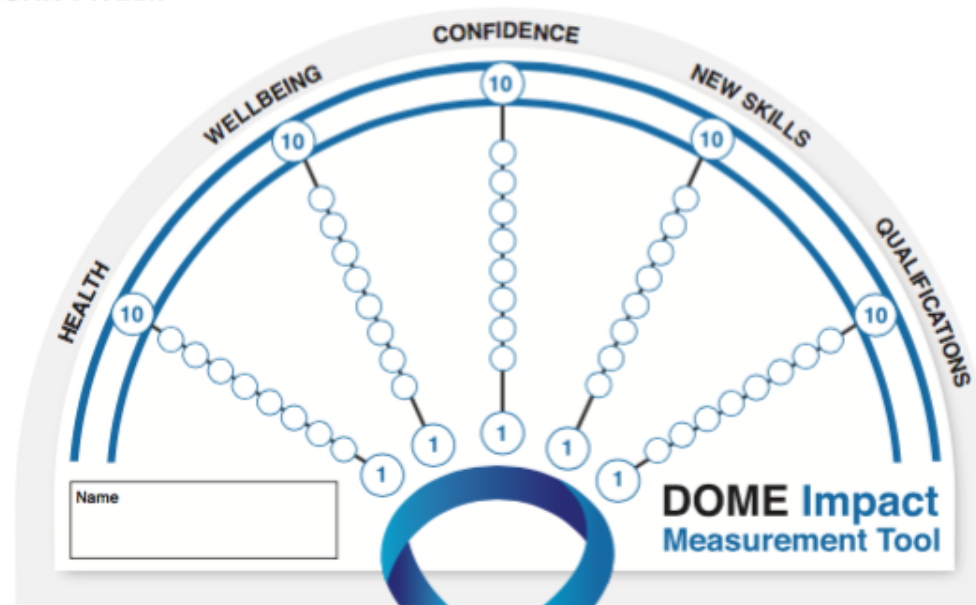 CONFIDENCE
WELLBEING
NEW SKILLS
HEALTH
QUALIFICATIONS
10
10
10
10
10
1
1
1
1
1
Name
DOME Impact
Measurement Tool